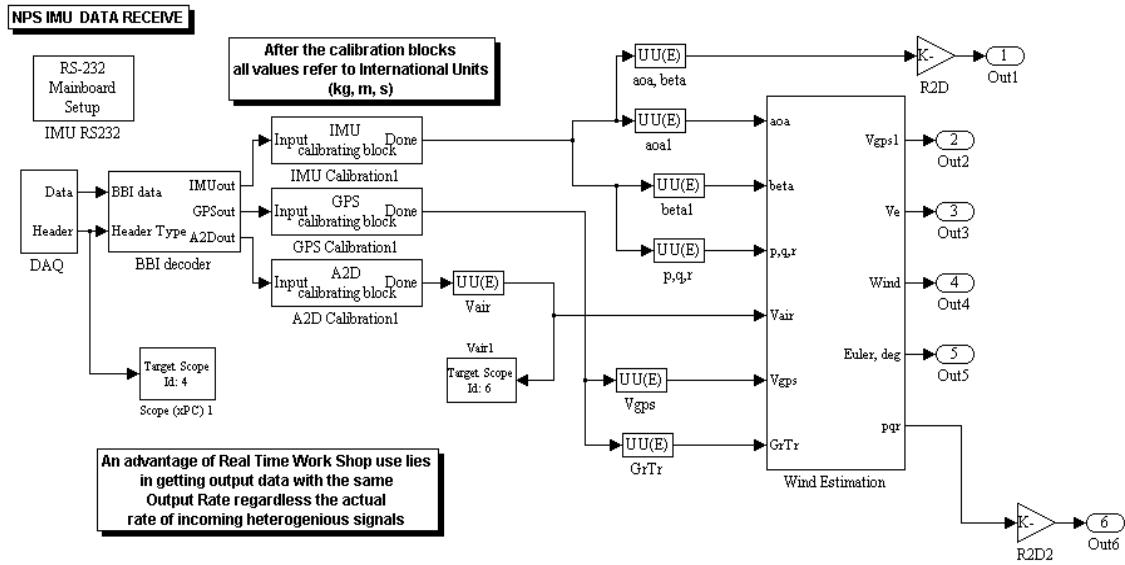 NPS IMU DATA RECEIVE
RS-232
Mainboard
Setup
IMU RS232
After the calibration blocks
all values refer to International Units
(kg, m, s)
Data
Header
DAQ
BBI data
Header Type
IMUout
GPSout
A2Dout
BBI decoder
Input
IMU
calibrating block
Done
IMU Calibration1
Input
GPS
calibrating block
Done
GPS Calibration1
Input
A2D
calibrating block
Done
A2D Calibration1
UU(E)
Vair
Target Scope
Id: 4
Scope (xPC) 1
Vair1
Target Scope
Id: 6
UU(E)
aoa, beta
UU(E)
aoa1
UU(E)
beta1
UU(E)
p,q,r
UU(E)
Vgps
UU(E)
GrTr
aoa
beta
p,q,r
Vair
Vgps
GrTr
Vgps1
Ve
Wind
Euler, deg
pqr
Wind Estimation
K-
R2D
1
Out1
2
Out2
3
Out3
4
Out4
5
Out5
K-
R2D2
6
Out6
An advantage of Real Time Work Shop use lies
in getting output data with the same
Output Rate regardless the actual
rate of incoming heterogenious signals